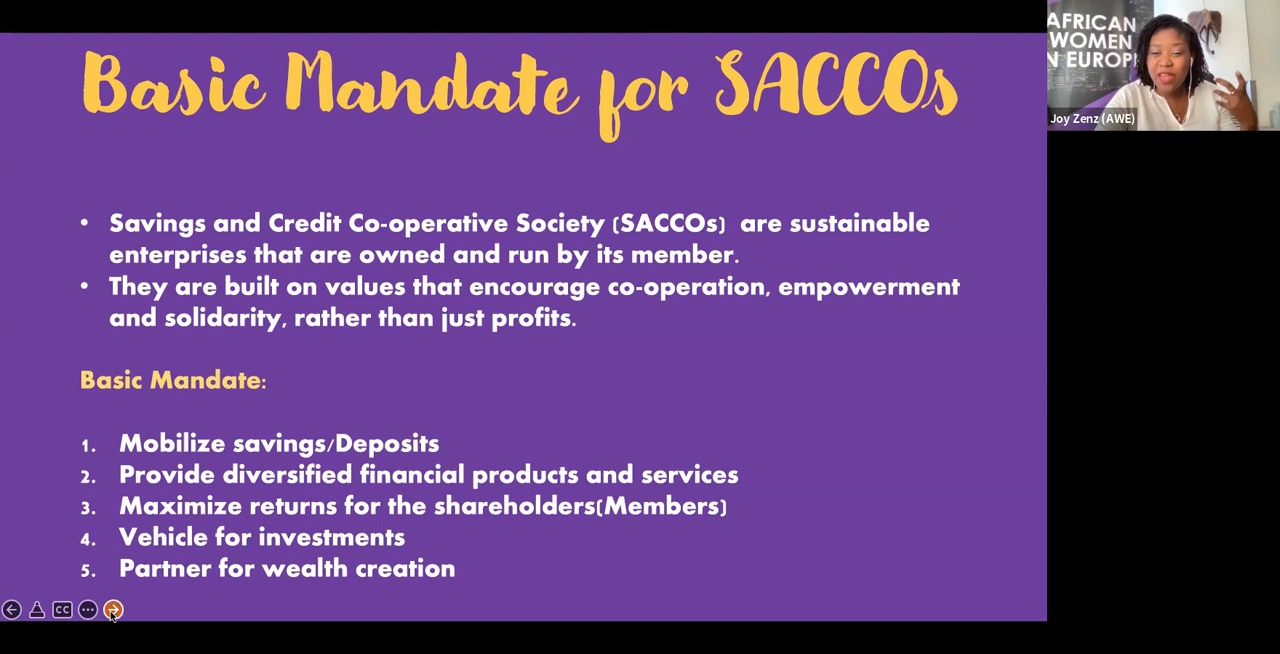 Basic Mandate for SACCOs
• Savings and Credit Co-operative Society (SACCOs) are sustainable
enterprises that are owned and run by its member.
• They are built on values that encourage co-operation, empowerment
and solidarity, rather than just profits.
Basic Mandate:
1. Mobilize savings/Deposits
2. Provide diversified financial products and services
3. Maximize returns for the shareholders(Members)
4. Vehicle for investments
5. Partner for wealth creation
CC
AFRICAN
WOMEN
N EUROP
Joy Zenz (AWE)